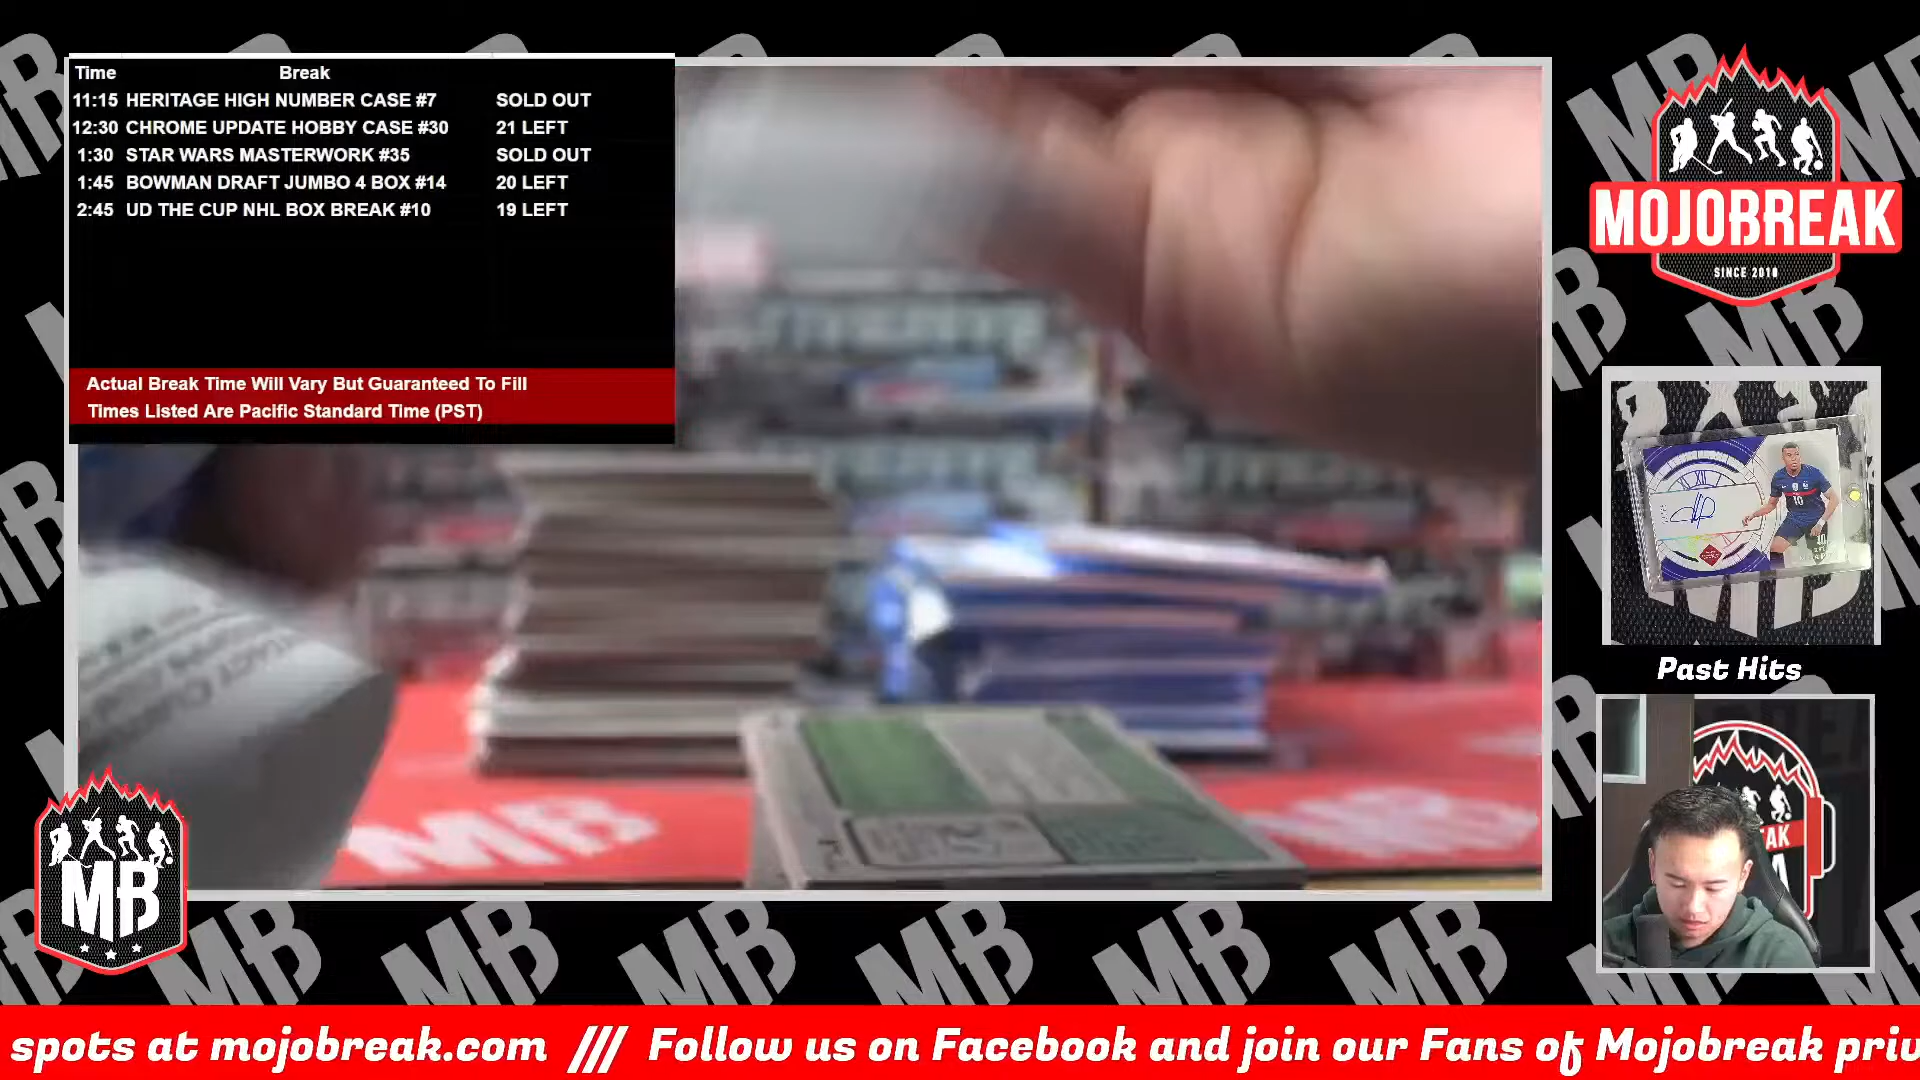 Time Break
11:15 HERITAGE HIGH NUMBER CASE #7 SOLD OUT
12:30 CHROME UPDATE HOBBY CASE #30 21 LEFT
1:30 STAR WARS MASTERWORK #35 SOLD OUT
1:45 BOWMAN DRAFT JUMBO 4 BOX #14 20 LEFT
2:45 UD THE CUP NHL BOX BREAK #10 19 LEFT
Actual Break Time Will Vary But Guaranteed To Fill
Times Listed Are Pacific Standard Time (PST)
MOJOBREAK
SINCE 2010
Past Hits
MB
spots at mojobreak.com /// Follow us on Facebook and join our Fans of Mojobreak priv